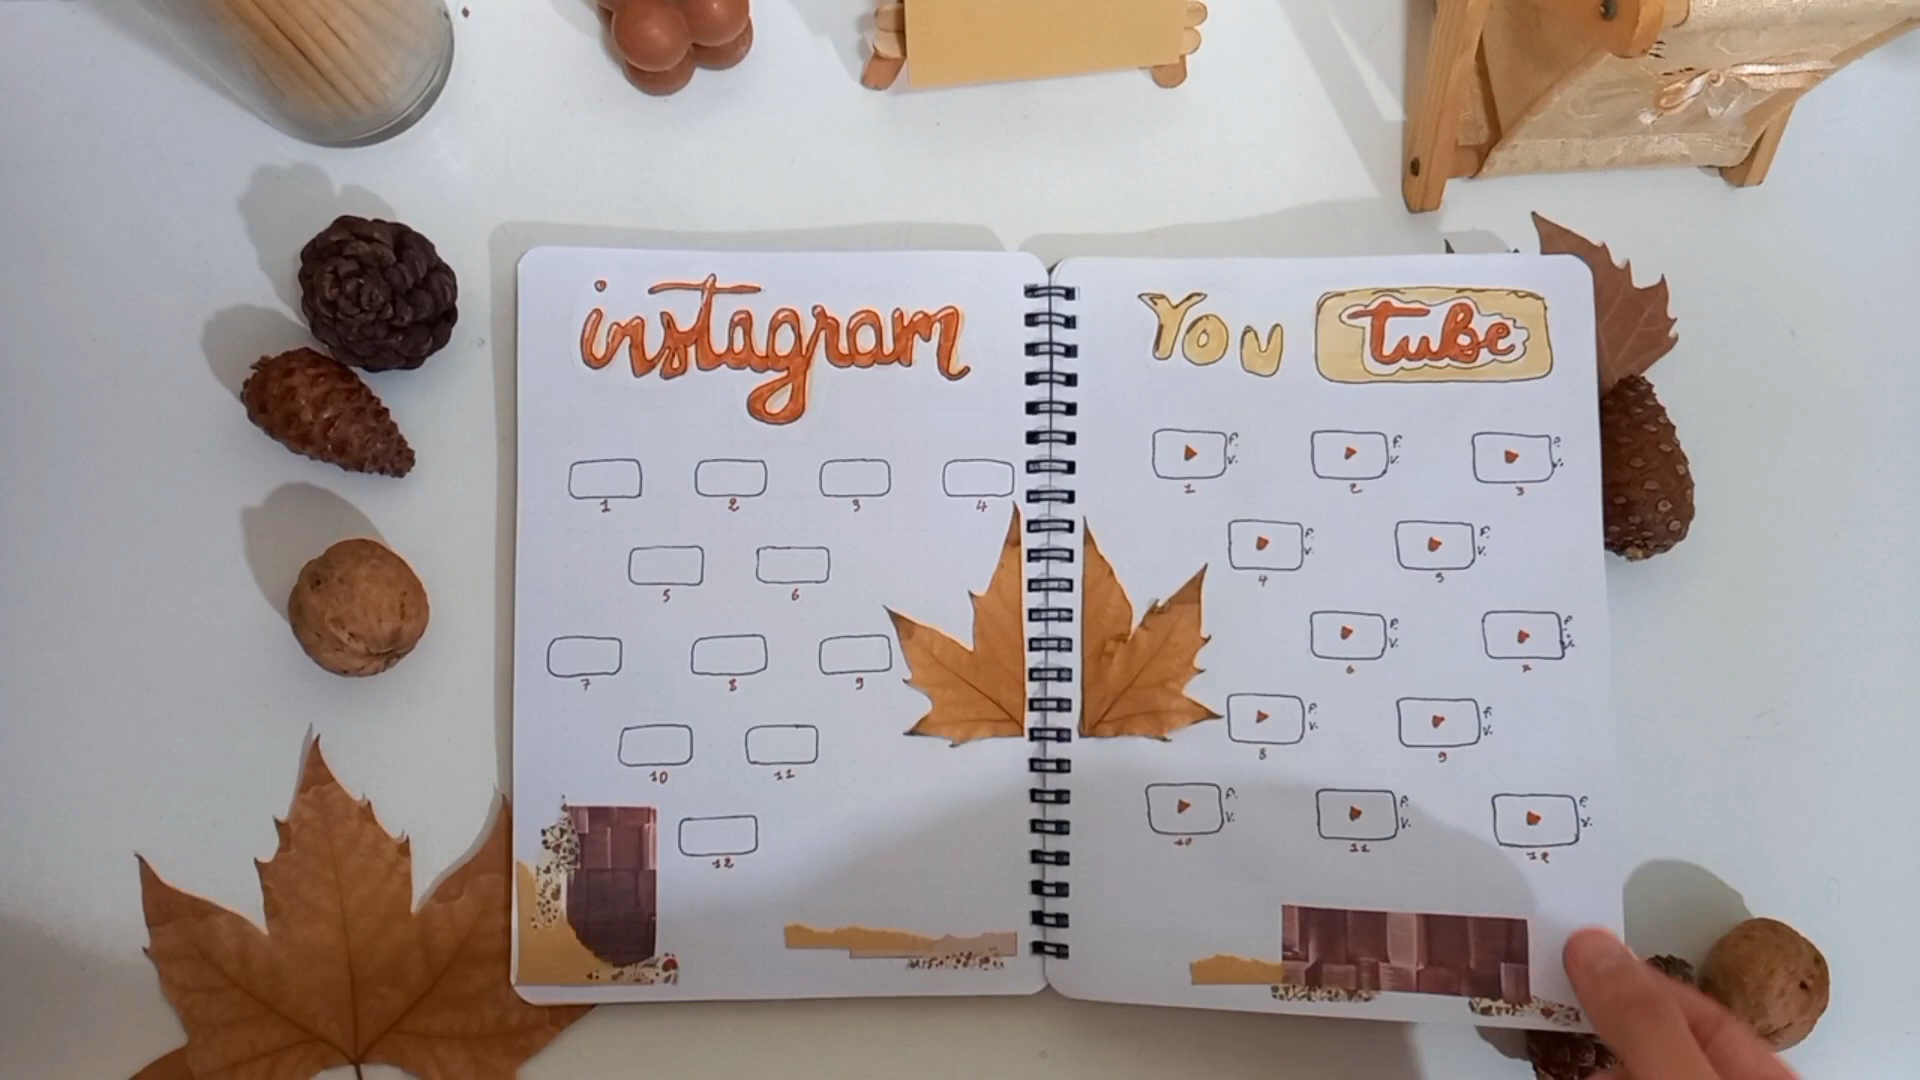 instagram
1 2 3 4
5 6
7 8 9
10 11
12
You tuBe
P. P. P.
V. V. V.
1 2 3
P. P.
V. V.
4 5
P. P.
V. V.
6 7
P. P.
V. V.
8 9
P. P. P.
V. V. V.
10 11 12